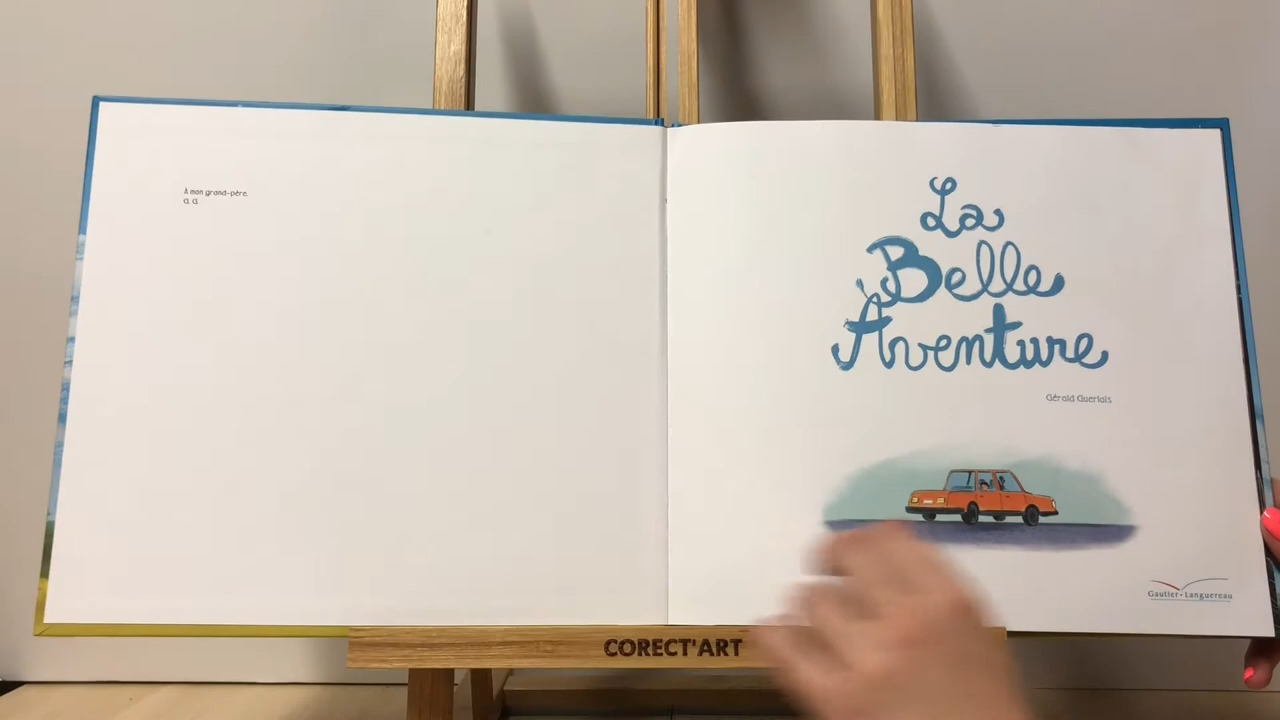 À mon grand-père.
G. G.
La
Belle
Aventure
Gérald Guerlais
Gautier • Languereau
CORECT'ART